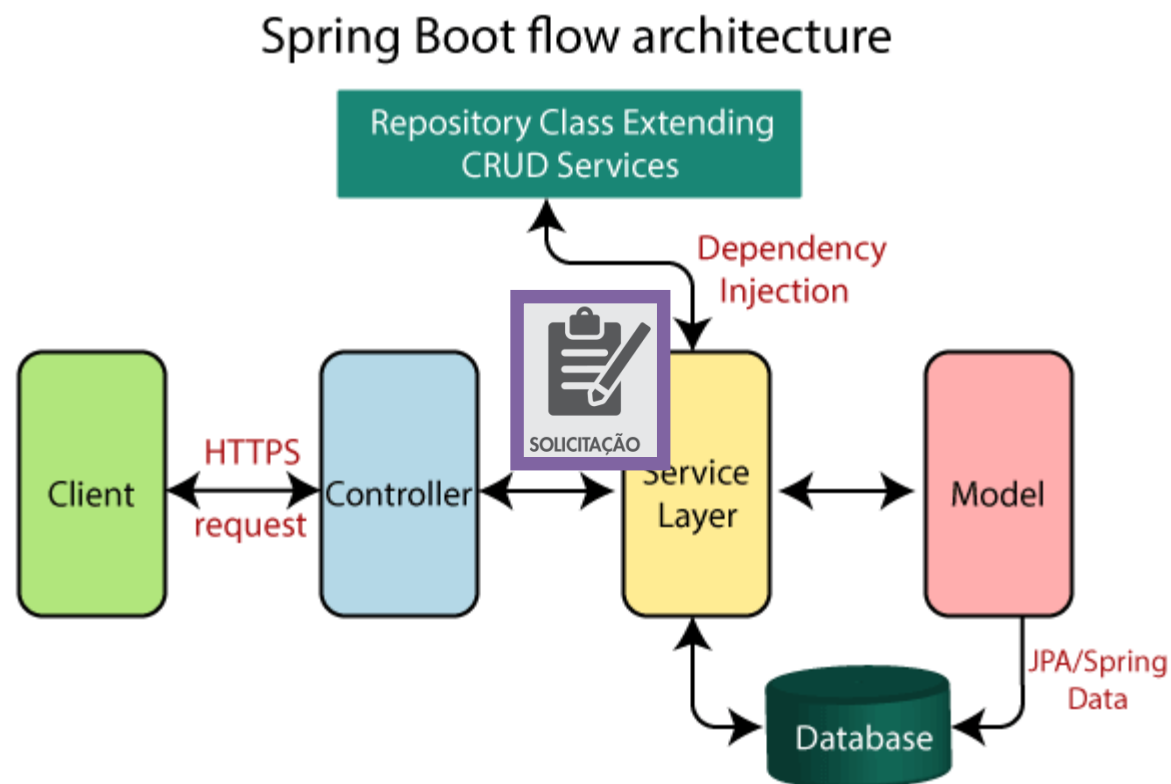 Spring Boot flow architecture
Repository Class Extending
CRUD Services
Dependency
Injection
SOLICITAÇÃO
HTTPS
request
Client
Controller
Service
Layer
Model
JPA/Spring
Data
Database